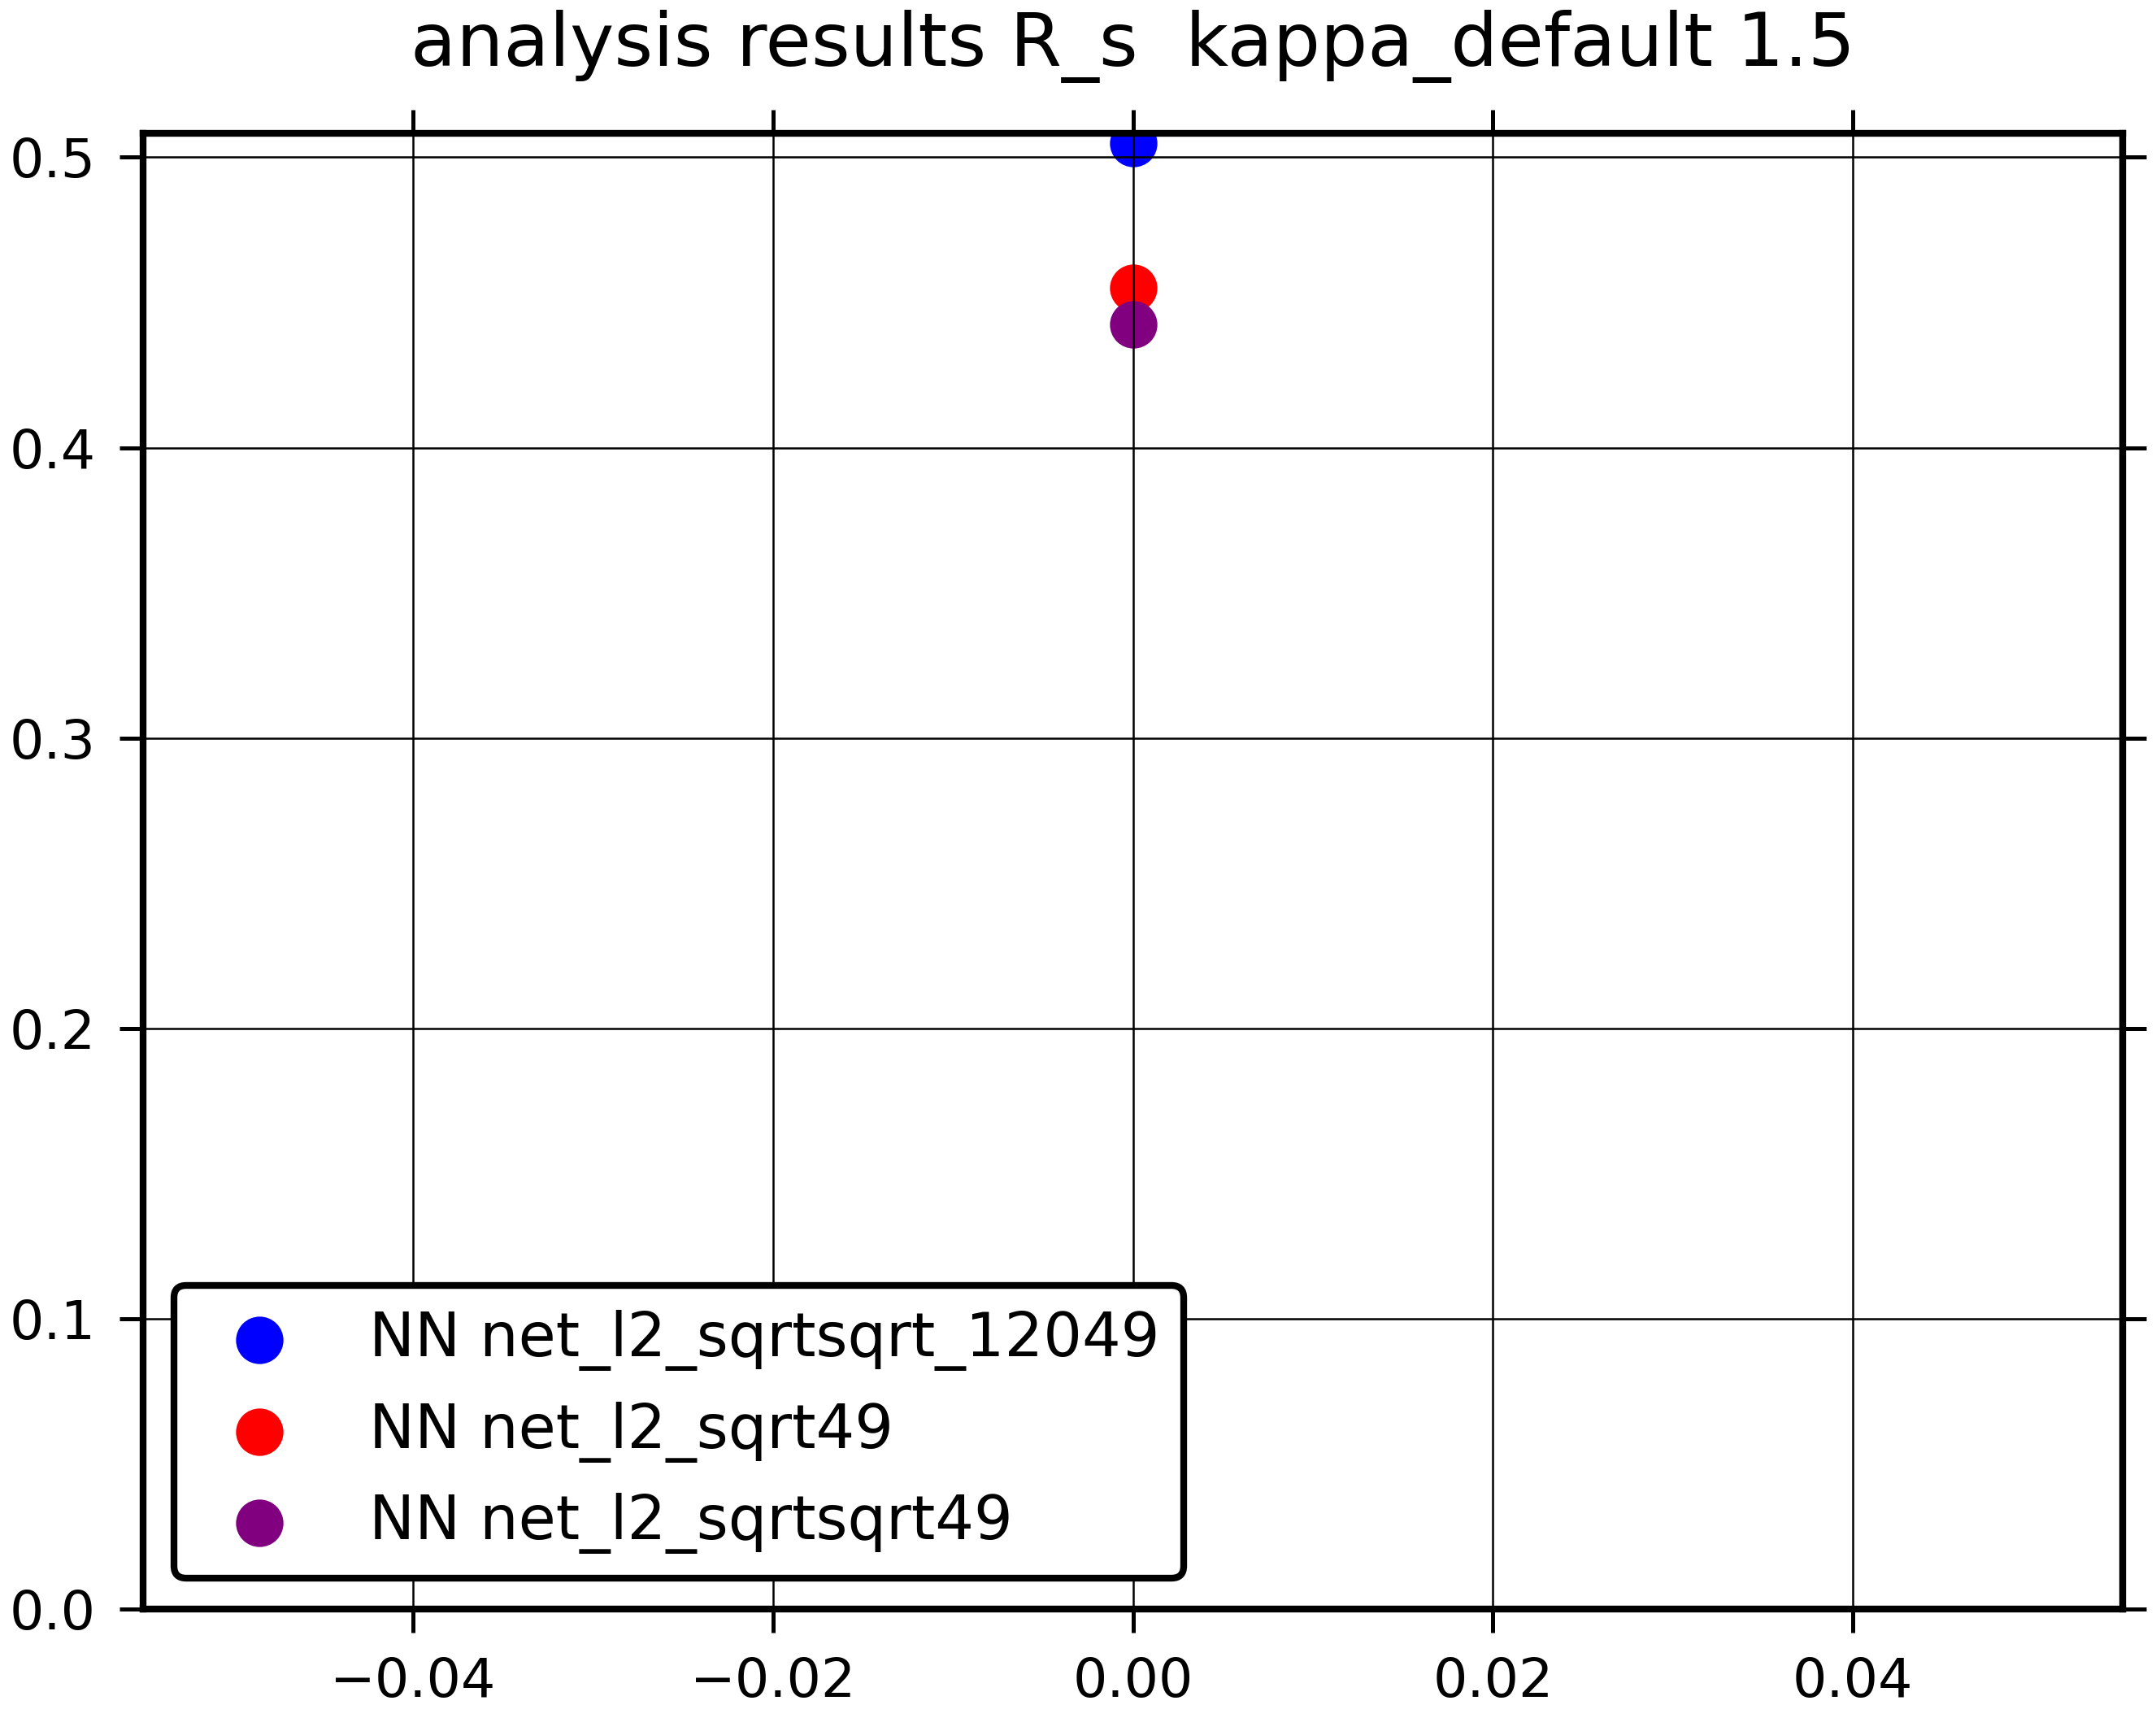 analysis results R_s  kappa_default 1.5
0.5
0.4
0.3
0.2
0.1
0.0
NN net_l2_sqrtsqrt_12049
NN net_l2_sqrt49
NN net_l2_sqrtsqrt49
−0.04 −0.02 0.00 0.02 0.04